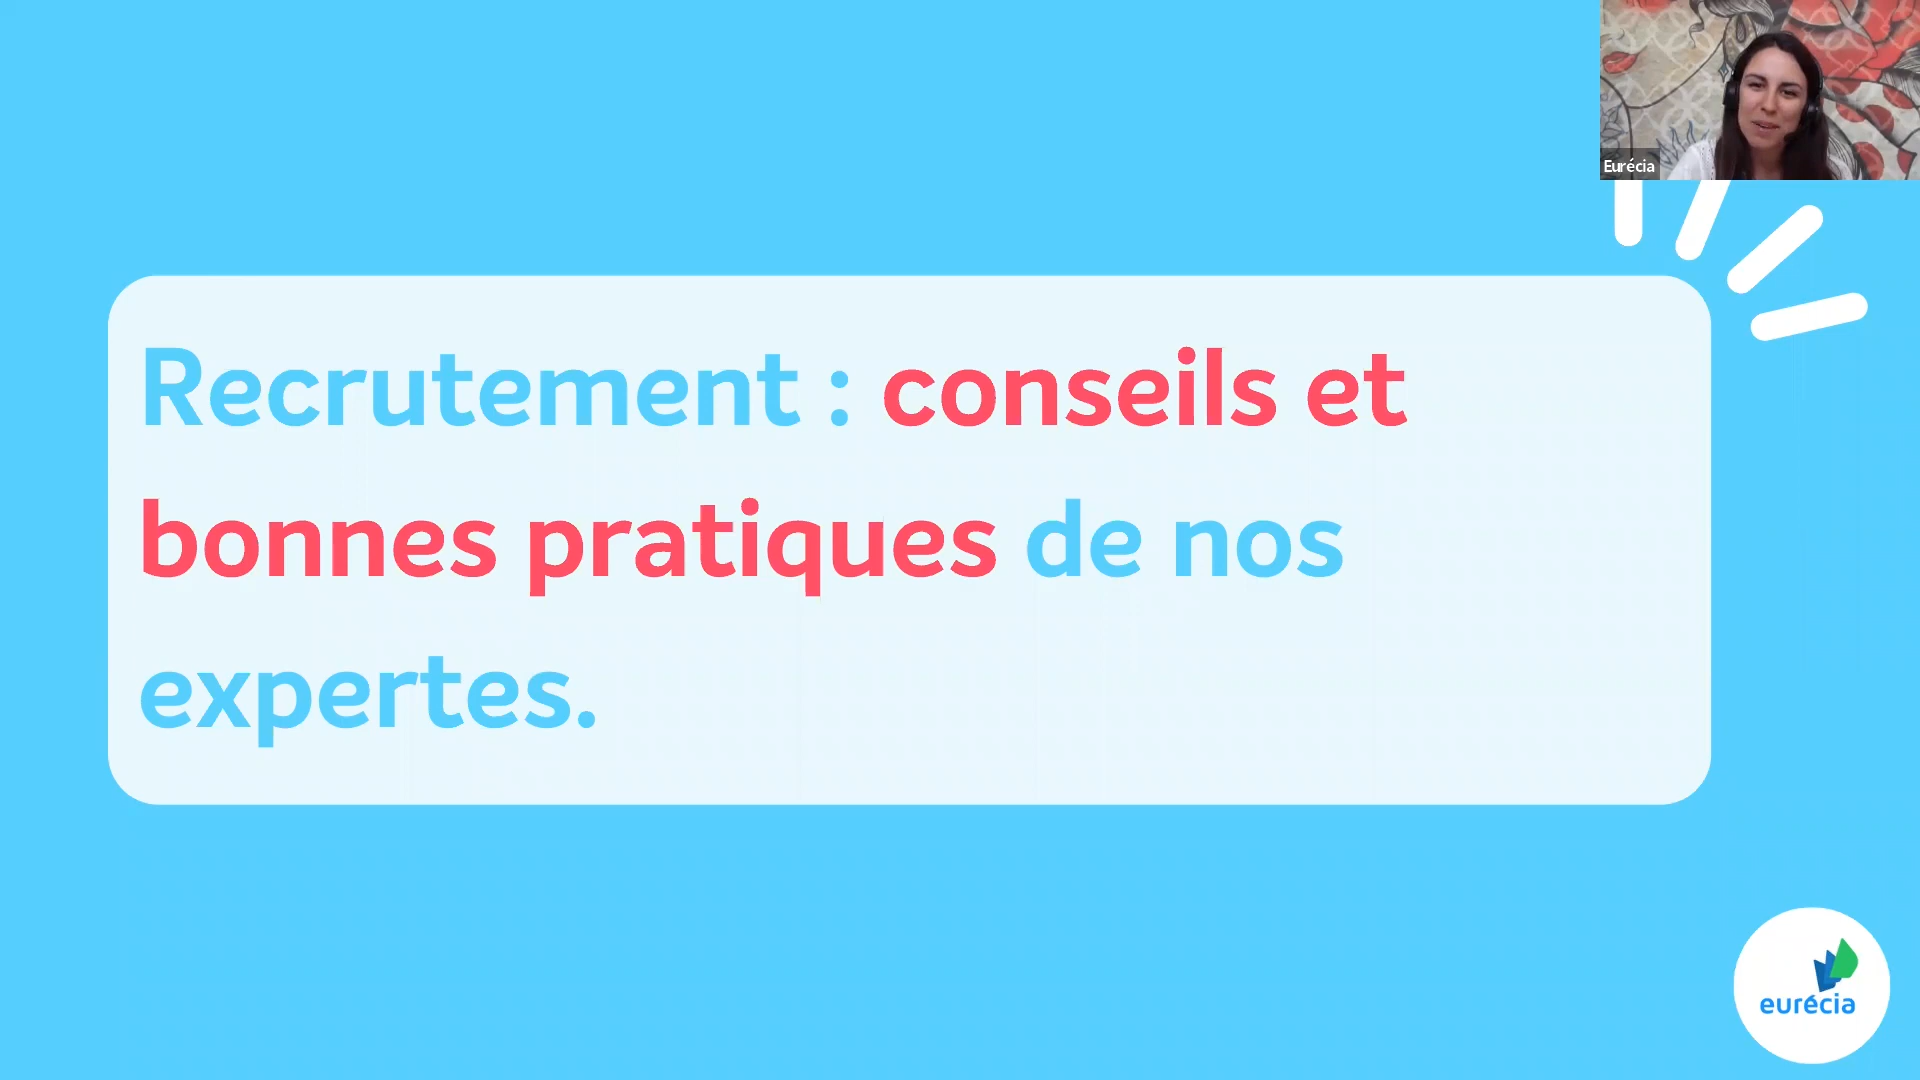 Eurécia
Recrutement : conseils et
bonnes pratiques de nos
expertes.
eurécia